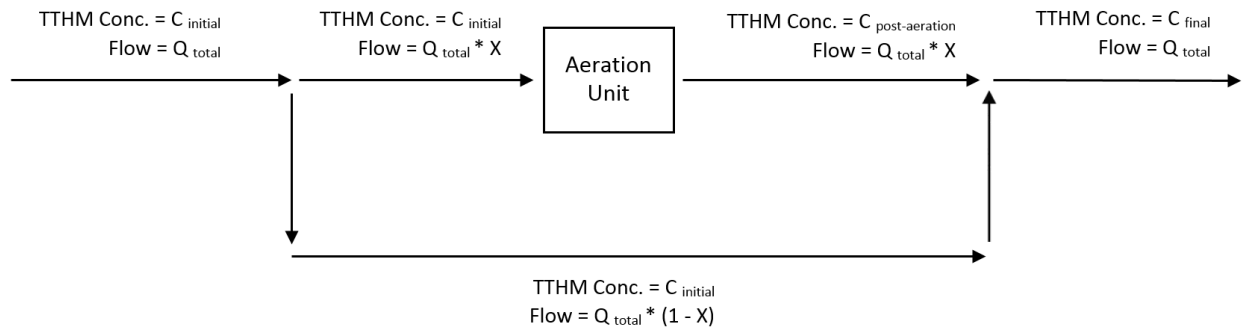 TTHM Conc. = C initial
Flow = Q total
TTHM Conc. = C initial
Flow = Q total * X
Aeration
Unit
TTHM Conc. = C post-aeration
Flow = Q total * X
TTHM Conc. = C final
Flow = Q total
TTHM Conc. = C initial
Flow = Q total * (1 - X)